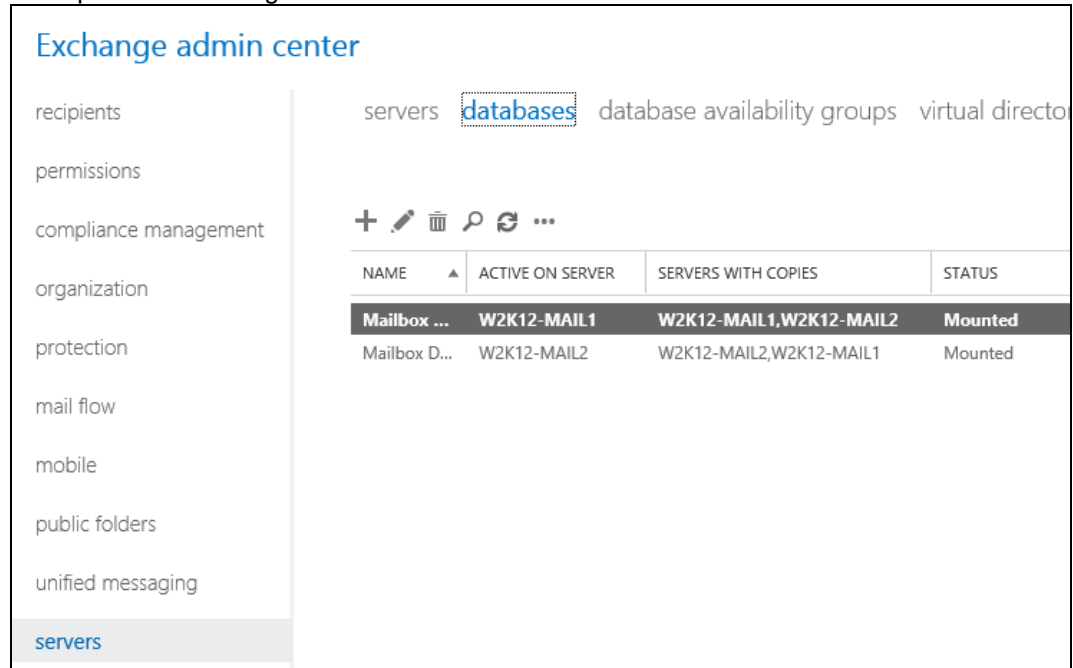 Exchange admin center
recipients
permissions
compliance management
organization
protection
mail flow
mobile
public folders
unified messaging
servers
servers databases database availability groups virtual director
NAME ACTIVE ON SERVER SERVERS WITH COPIES STATUS
Mailbox ... W2K12-MAIL1 W2K12-MAIL1,W2K12-MAIL2 Mounted
Mailbox D... W2K12-MAIL2 W2K12-MAIL2,W2K12-MAIL1 Mounted